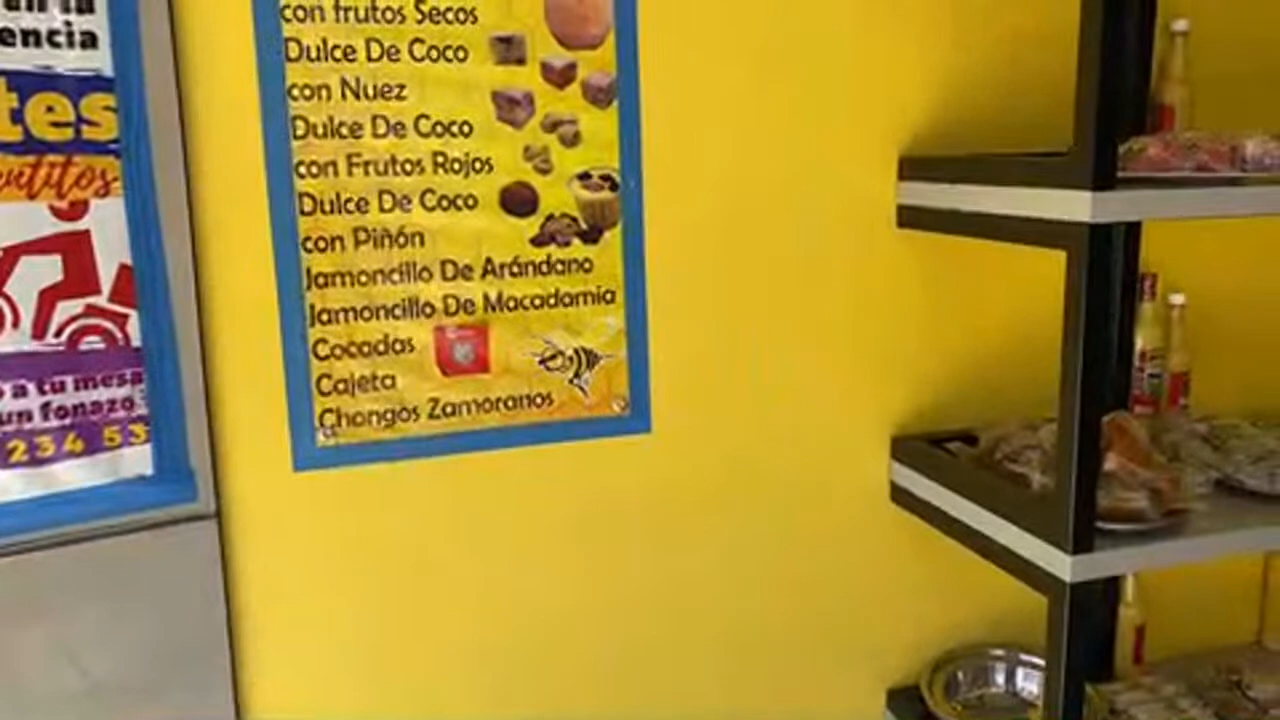 encia
tes
a tu mesa
un fonazo
234 53
con frutos Secos
Dulce De Coco
con Nuez
Dulce De Coco
con Frutos Rojos
Dulce De Coco
con Piñón
Jamoncillo De Arándano
Jamoncillo De Macadamia
Cocadas
Cajeta
Chongos Zamoranos